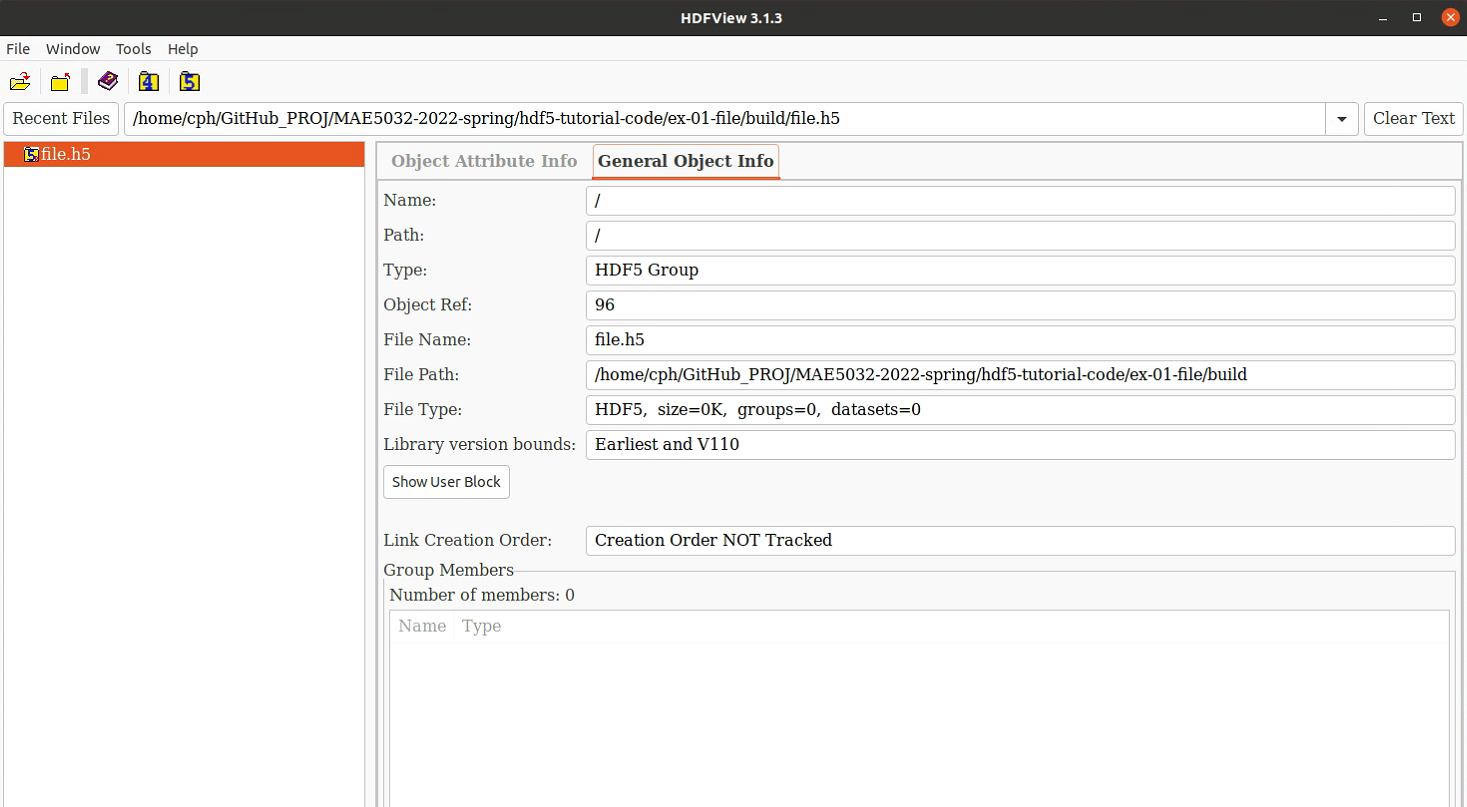 HDFView 3.1.3
File Window Tools Help
4 5
Recent Files /home/cph/GitHub_PROJ/MAE5032-2022-spring/hdf5-tutorial-code/ex-01-file/build/file.h5 Clear Text
5 file.h5
Object Attribute Info General Object Info
Name: /
Path: /
Type: HDF5 Group
Object Ref: 96
File Name: file.h5
File Path: /home/cph/GitHub_PROJ/MAE5032-2022-spring/hdf5-tutorial-code/ex-01-file/build
File Type: HDF5, size=0K, groups=0, datasets=0
Library version bounds: Earliest and V110
Show User Block
Link Creation Order: Creation Order NOT Tracked
Group Members
Number of members: 0
Name Type